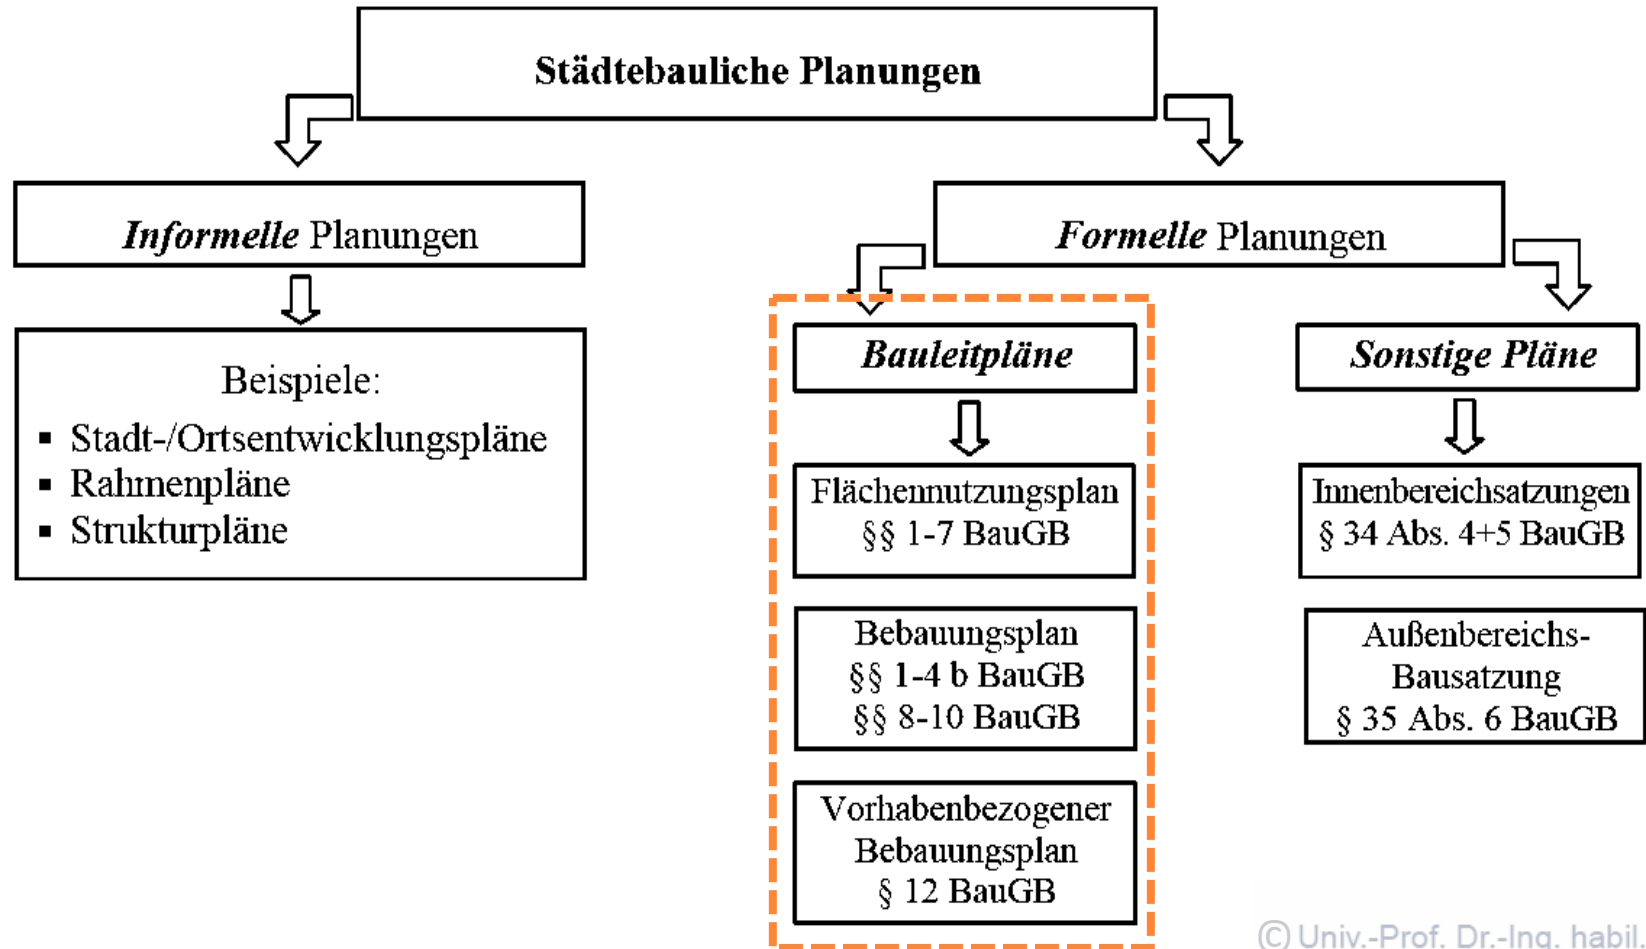 Städtebauliche Planungen
Informelle Planungen
Formelle Planungen
Beispiele:
▪ Stadt-/Ortsentwicklungspläne
▪ Rahmenpläne
▪ Strukturpläne
Bauleitpläne
Flächennutzungsplan
§§ 1-7 BauGB
Bebauungsplan
§§ 1-4 b BauGB
§§ 8-10 BauGB
Vorhabenbezogener
Bebauungsplan
§ 12 BauGB
Sonstige Pläne
Innenbereichsatzungen
§ 34 Abs. 4+5 BauGB
Außenbereichs-
Bausatzung
§ 35 Abs. 6 BauGB
© Univ.-Prof. Dr.-Ing. habil.